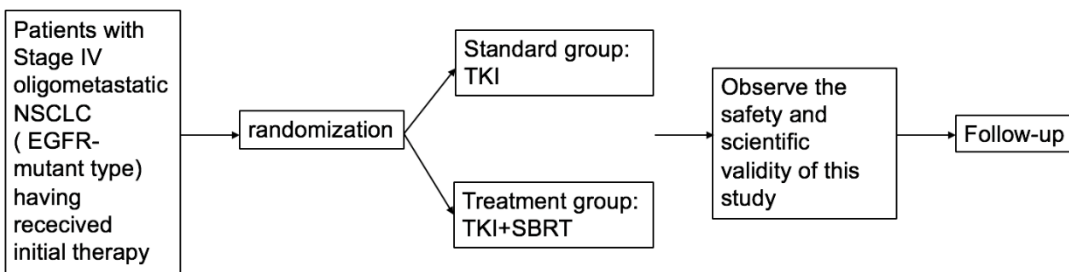 Patients with
Stage IV
oligometastatic
NSCLC
( EGFR-
mutant type)
having
rececived
initial therapy
randomization
Standard group:
TKI
Treatment group:
TKI+SBRT
Observe the
safety and
scientific
validity of this
study
Follow-up